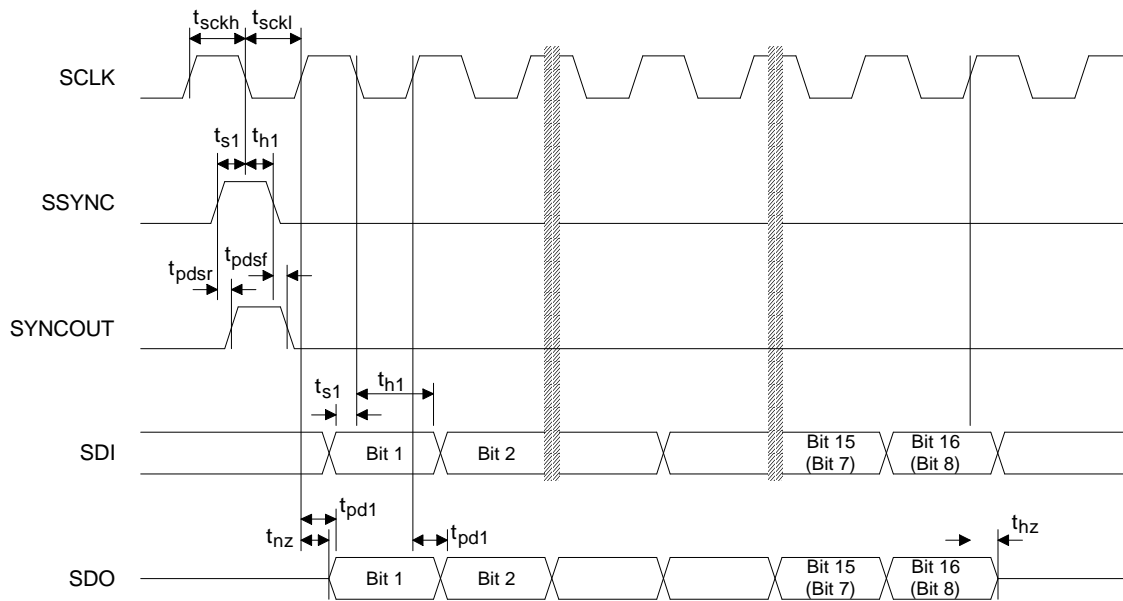 tsckh tsckl
SCLK
ts1 th1
SSYNC
tpdsr tpdsf
SYNCOUT
ts1 th1
SDI
Bit 1 Bit 2 Bit 15 Bit 16
(Bit 7) (Bit 8)
tpd1
tnz tpd1 thz
SDO
Bit 1 Bit 2 Bit 15 Bit 16
(Bit 7) (Bit 8)